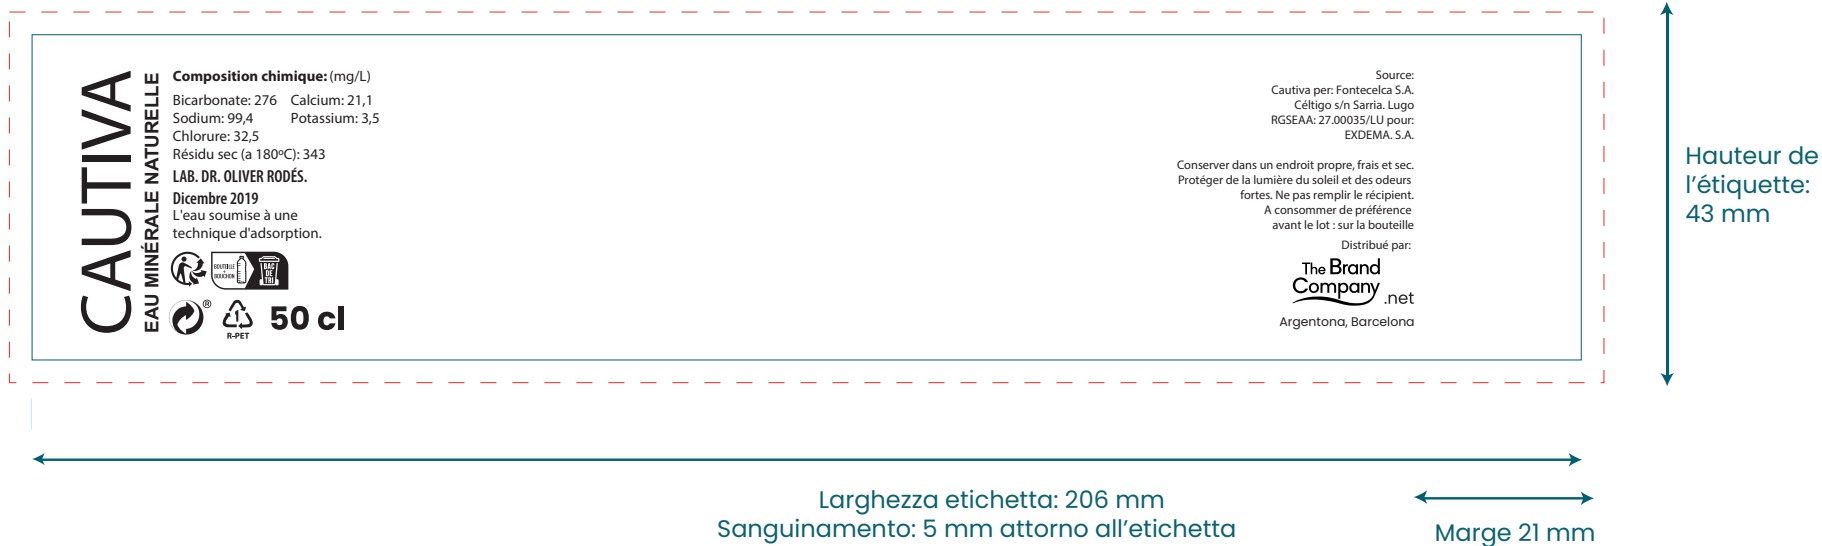 CAUTIVA
EAU MINÉRALE NATURELLE
Composition chimique: (mg/L)
Bicarbonate: 276 Calcium: 21,1
Sodium: 99,4 Potassium: 3,5
Chlorure: 32,5
Résidu sec (a 180ºC): 343
LAB. DR. OLIVER RODÉS.
Dicembre 2019
L'eau soumise à une
technique d'adsorption.
BOUTEILLE
+
BOUCHON
BAC
DE
TRI
®
1
R-PET
50 cl
Source:
Cautiva per: Fontecelca S.A.
Céltigo s/n Sarria. Lugo
RGSEAA: 27.00035/LU pour:
EXDEMA. S.A.
Conserver dans un endroit propre, frais et sec.
Protéger de la lumière du soleil et des odeurs
fortes. Ne pas remplir le récipient.
A consommer de préférence
avant le lot : sur la bouteille
Distribué par:
The Brand
Company
.net
Argentona, Barcelona
Hauteur de
l'étiquette:
43 mm
Larghezza etichetta: 206 mm
Sanguinamento: 5 mm attorno all'etichetta
Marge 21 mm